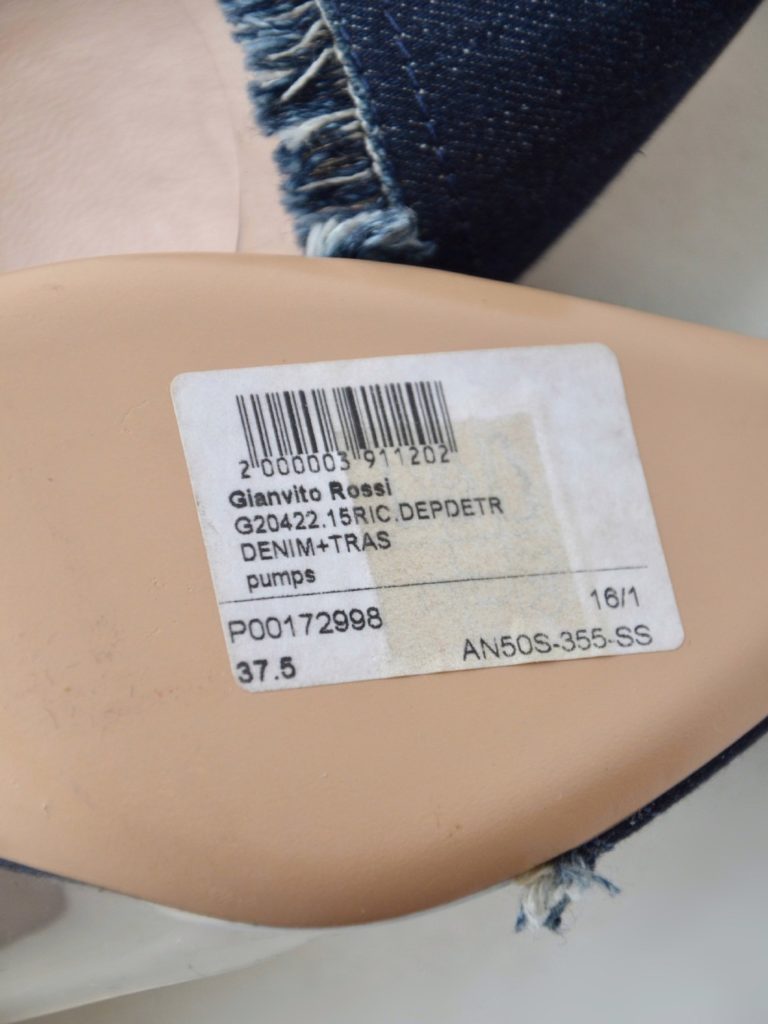 2 000003 911202
Gianvito Rossi
G20422.15RIC.DEPDETR
DENIM+TRAS
pumps
P00172998 16/1
37.5 AN50S-355-SS